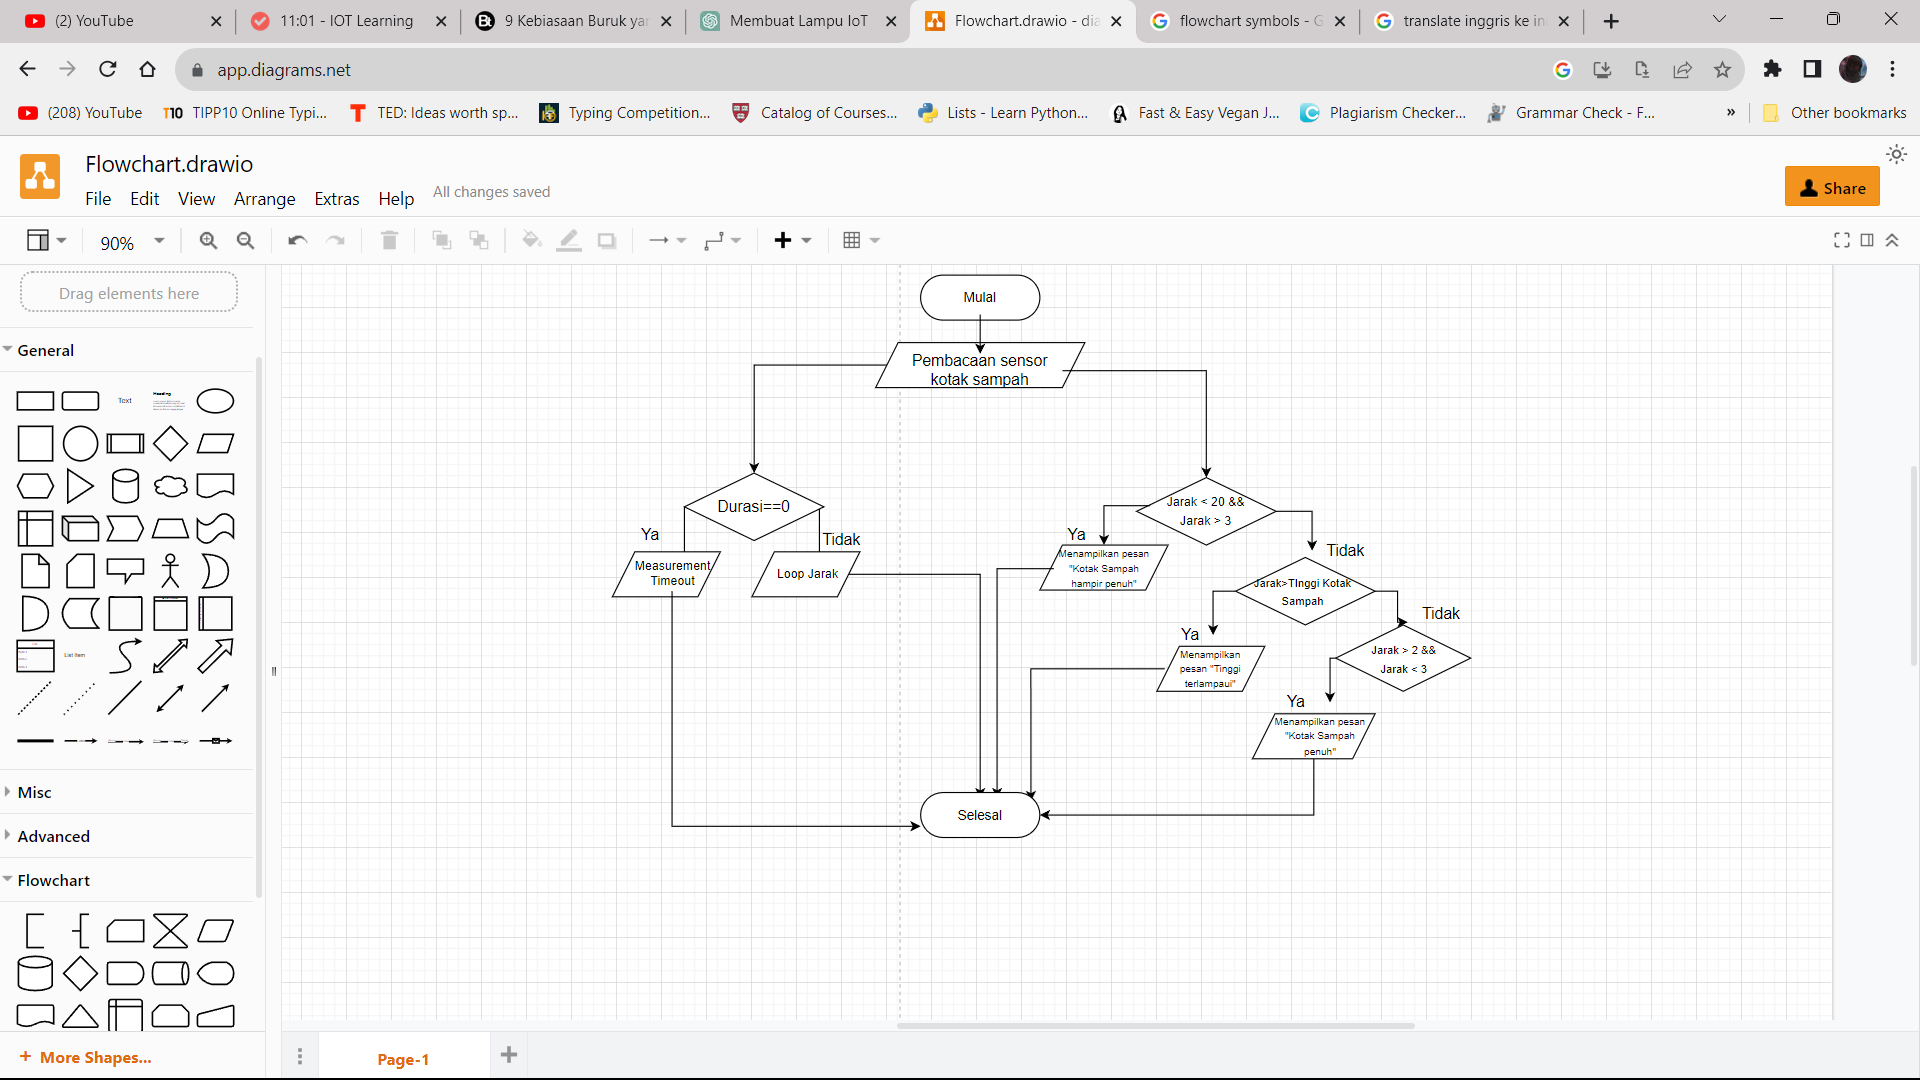 (2) YouTube
11:01 - IOT Learning
9 Kebiasaan Buruk yan
Membuat Lampu IoT
Flowchart.drawio - dia
flowchart symbols - G
translate inggris ke in
app.diagrams.net
(208) YouTube
T10 TIPP10 Online Typi...
TED: Ideas worth sp...
Typing Competition...
Catalog of Courses...
Lists - Learn Python...
Fast & Easy Vegan J...
Plagiarism Checker...
Grammar Check - F...
»
Other bookmarks
Flowchart.drawio
File Edit View Arrange Extras Help
All changes saved
Share
90%
Drag elements here
General
Text
Heading
List Item
Misc
Advanced
Flowchart
+ More Shapes...
Page-1
MulaI
Pembacaan sensor
kotak sampah
Durasi==0
Ya
Tidak
Measurement
Timeout
Loop Jarak
Jarak < 20 &&
Jarak > 3
Ya
Tidak
Menampilkan pesan
"Kotak Sampah
hampir penuh"
Jarak>TInggi Kotak
Sampah
Ya
Tidak
Menampilkan
pesan "Tinggi
terlampaui"
Jarak > 2 &&
Jarak < 3
Ya
Menampilkan pesan
"Kotak Sampah
penuh"
SelesaI